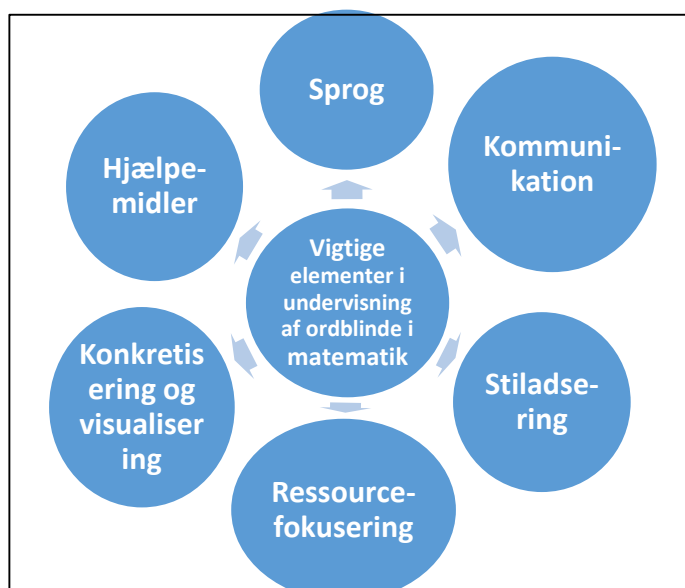 Sprog
Kommuni-
kation
Hjælpe-
midler
Vigtige
elementer i
undervisning
af ordblinde i
matematik
Konkretis
ering og
visualiser
ing
Stiladse-
ring
Ressource-
fokusering